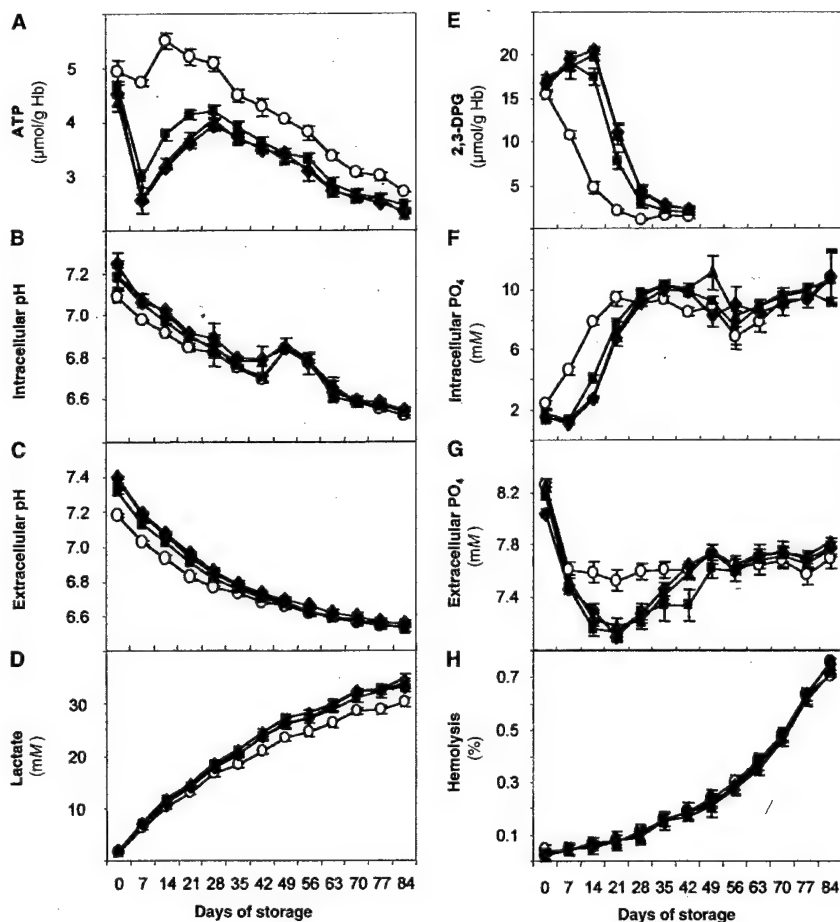 A
ATP
(µmol/g Hb)
5
4
3
B
Intracellular pH
7.2
7.0
6.8
6.6
C
Extracellular pH
7.4
7.2
7.0
6.8
6.6
D
Lactate
(mM)
30
20
10
0 7 14 21 28 35 42 49 56 63 70 77 84
Days of storage
E
2,3-DPG
(µmol/g Hb)
20
15
10
5
F
Intracellular PO4
(mM)
10
6
2
G
Extracellular PO4
(mM)
8.2
7.8
7.4
H
Hemolysis
(%)
0.7
0.5
0.3
0.1
0 7 14 21 28 35 42 49 56 63 70 77 84
Days of storage